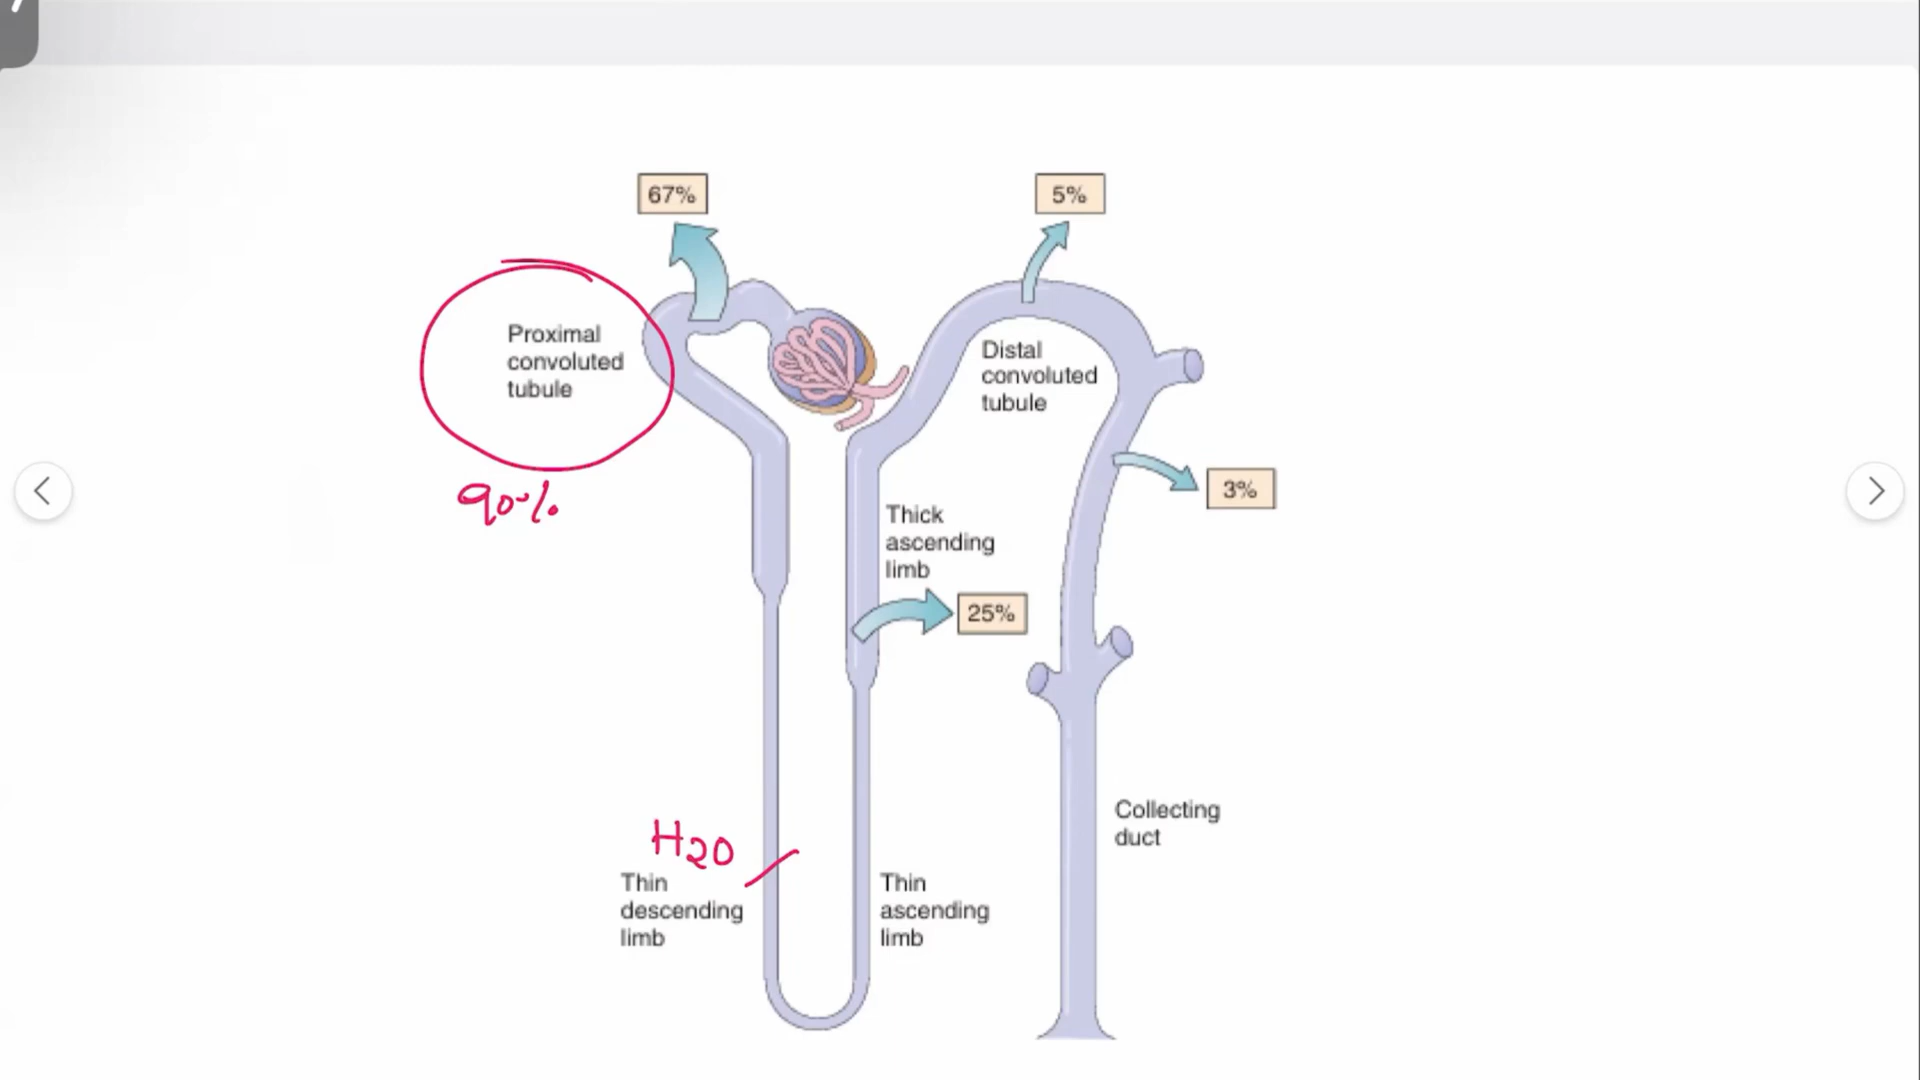 67%
5%
Proximal
convoluted
tubule
Distal
convoluted
tubule
90%
3%
Thick
ascending
limb
25%
Collecting
duct
H2O
Thin
descending
limb
Thin
ascending
limb